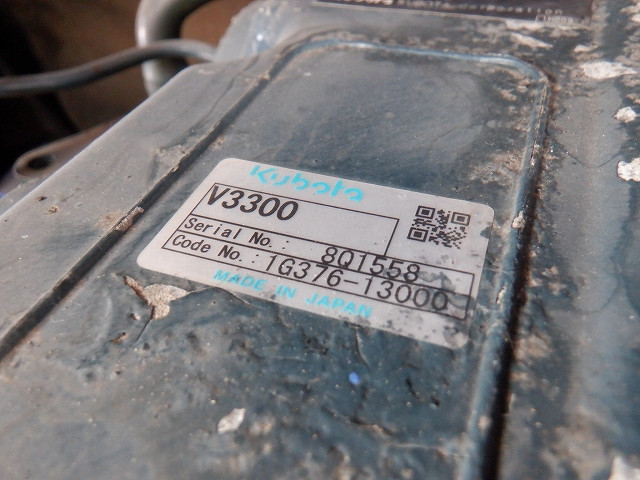 Kubota
V3300
Serial No.: 8Q1558
Code No.: 1G376-13000
MADE IN JAPAN